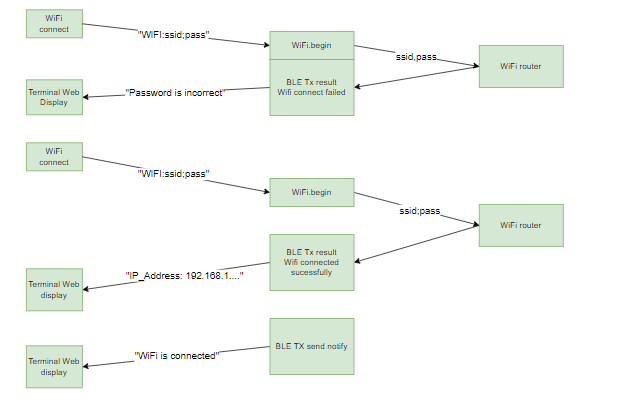 WiFi
connect
"WIFI:ssid;pass"
WiFi.begin
ssid,pass
WiFi router
Terminal Web
Display
"Password is incorrect"
BLE Tx result
Wifi connect failed
WiFi
connect
"WIFI:ssid;pass"
WiFi.begin
ssid;pass
WiFi router
BLE Tx result
Wifi connected
sucessfully
"IP_Address: 192.168.1...."
Terminal Web
display
BLE TX send notify
"WiFi is connected"
Terminal Web
display